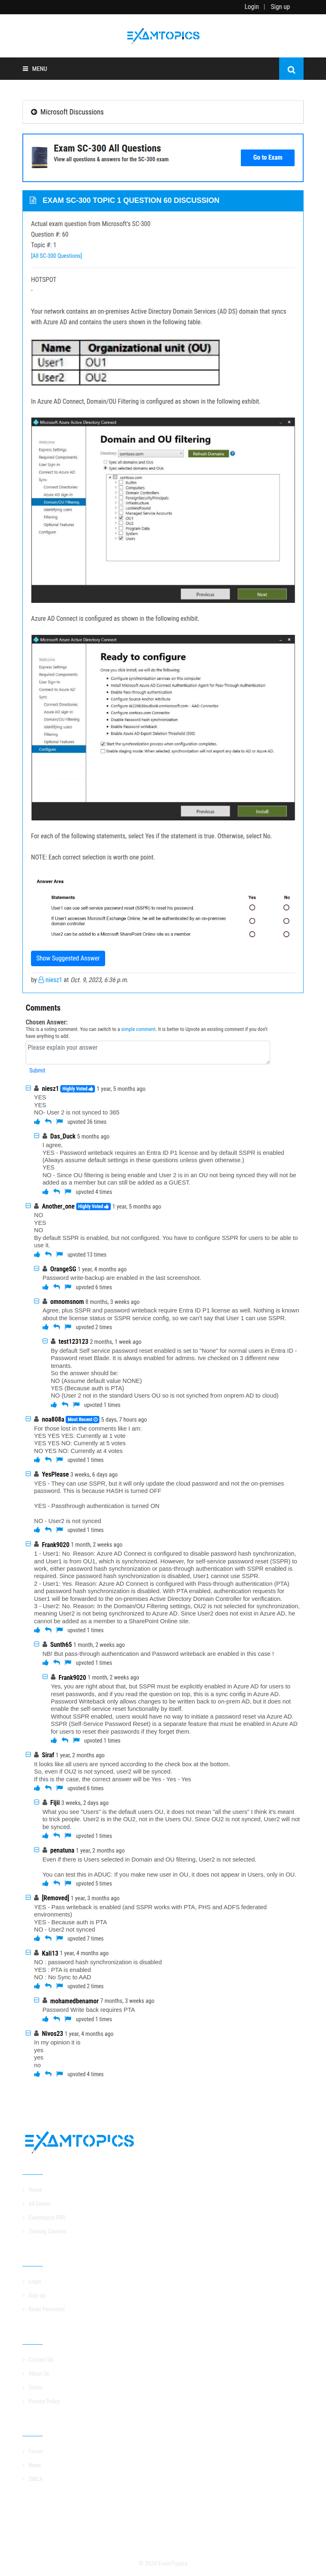 Login | Sign up
EXAMTOPICS
MENU
Microsoft Discussions
Exam SC-300 All Questions
View all questions & answers for the SC-300 exam
Go to Exam
EXAM SC-300 TOPIC 1 QUESTION 60 DISCUSSION
Actual exam question from Microsoft's SC-300
Question #: 60
Topic #: 1
[All SC-300 Questions]
HOTSPOT
-
Your network contains an on-premises Active Directory Domain Services (AD DS) domain that syncs
with Azure AD and contains the users shown in the following table.
Name Organizational unit (OU)
User1 OU1
User2 OU2
In Azure AD Connect, Domain/OU Filtering is configured as shown in the following exhibit.
Microsoft Azure Active Directory Connect
Welcome
Express Settings
Required Components
User Sign-In
Connect to Azure AD
Sync
Connect Directories
Azure AD sign-in
Domain/OU Filtering
Identifying users
Filtering
Optional Features
Configure
Domain and OU filtering
Directory: contoso.com Refresh Domains
Sync all domains and OUs
Sync selected domains and OUs
contoso.com
Builtin
Computers
Domain Controllers
ForeignSecurityPrincipals
Infrastructure
LostAndFound
Managed Service Accounts
OU1
OU2
Program Data
System
Users
Previous Next
Azure AD Connect is configured as shown in the following exhibit.
Microsoft Azure Active Directory Connect
Welcome
Express Settings
Required Components
User Sign-In
Connect to Azure AD
Sync
Connect Directories
Azure AD sign-in
Domain/OU Filtering
Identifying users
Filtering
Optional Features
Configure
Ready to configure
Once you click Install, we will do the following:
Configure synchronization services on this computer
Install Microsoft Azure AD Connect Authentication Agent for Pass-Through Authentication
Enable Pass-through authentication
Configure Source Anchor Attribute
Configure contoso.com Connector
Enable Password hash synchronization
Enable Password writeback
Enable Azure AD Export Deletion Threshold (500)
Start the synchronization process when configuration completes.
Enable staging mode: When selected, synchronization will not export any data to AD or Azure AD.
Previous Install
For each of the following statements, select Yes if the statement is true. Otherwise, select No.
NOTE: Each correct selection is worth one point.
Answer Area
Statements Yes No
User1 can use self-service password reset (SSPR) to reset his password.
If User1 accesses Microsoft Exchange Online, he will be authenticated by an on-premises
domain controller.
User2 can be added to a Microsoft SharePoint Online site as a member.
Show Suggested Answer
by niesz1 at Oct. 9, 2023, 6:36 p.m.
Comments
Chosen Answer:
This is a voting comment. You can switch to a simple comment. It is better to Upvote an existing comment if you don't
have anything to add.
Please explain your answer
Submit
niesz1 Highly Voted 1 year, 5 months ago
YES
YES
NO- User 2 is not synced to 365
upvoted 36 times
Das_Duck 5 months ago
I agree,
YES - Password writeback requires an Entra ID P1 license and by default SSPR is enabled
(Always assume default settings in these questions unless given otherwise.)
YES
NO - Since OU filtering is being enable and User 2 is in an OU not being synced they will not be
added as a member but can still be added as a GUEST.
upvoted 4 times
Another_one Highly Voted 1 year, 5 months ago
NO
YES
NO
By default SSPR is enabled, but not configured. You have to configure SSPR for users to be able to
use it.
upvoted 13 times
OrangeSG 1 year, 4 months ago
Password write-backup are enabled in the last screenshoot.
upvoted 6 times
omnomsnom 8 months, 3 weeks ago
Agree, plus SSPR and password writeback require Entra ID P1 license as well. Nothing is known
about the license status or SSPR service config, so we can't say that User 1 can use SSPR.
upvoted 2 times
test123123 2 months, 1 week ago
By default Self service password reset enabled is set to "None" for normal users in Entra ID -
Password reset Blade. It is always enabled for admins. Ive checked on 3 different new
tenants.
So the answer should be:
NO (Assume default value NONE)
YES (Because auth is PTA)
NO (User 2 not in the standard Users OU so is not synched from onprem AD to cloud)
upvoted 1 times
noa808a Most Recent 5 days, 7 hours ago
For those lost in the comments like I am:
YES YES YES: Currently at 1 vote
YES YES NO: Currently at 5 votes
NO YES NO: Currently at 4 votes
upvoted 1 times
YesPlease 3 weeks, 6 days ago
YES - They can use SSPR, but it will only update the cloud password and not the on-premises
password. This is because HASH is turned OFF
YES - Passthrough authentication is turned ON
NO - User2 is not synced
upvoted 1 times
Frank9020 1 month, 2 weeks ago
1 - User1: No. Reason: Azure AD Connect is configured to disable password hash synchronization,
and User1 is from OU1, which is synchronized. However, for self-service password reset (SSPR) to
work, either password hash synchronization or pass-through authentication with SSPR enabled is
required. Since password hash synchronization is disabled, User1 cannot use SSPR.
2 - User1: Yes. Reason: Azure AD Connect is configured with Pass-through authentication (PTA)
and password hash synchronization is disabled. With PTA enabled, authentication requests for
User1 will be forwarded to the on-premises Active Directory Domain Controller for verification.
3 - User2: No. Reason: In the Domain/OU Filtering settings, OU2 is not selected for synchronization,
meaning User2 is not being synchronized to Azure AD. Since User2 does not exist in Azure AD, he
cannot be added as a member to a SharePoint Online site.
upvoted 1 times
Sunth65 1 month, 2 weeks ago
NB! But pass-through authentication and Password writeback are enabled in this case !
upvoted 1 times
Frank9020 1 month, 2 weeks ago
Yes, you are right about that, but SSPR must be explicitly enabled in Azure AD for users to
reset passwords, and if you read the question on top, this is a sync config in Azure AD.
Password Writeback only allows changes to be written back to on-prem AD, it does not
enable the self-service reset functionality by itself.
Without SSPR enabled, users would have no way to initiate a password reset via Azure AD.
SSPR (Self-Service Password Reset) is a separate feature that must be enabled in Azure AD
for users to reset their passwords if they forget them.
upvoted 1 times
Siraf 1 year, 2 months ago
It looks like all users are synced according to the check box at the bottom.
So, even if OU2 is not synced, user2 will be synced.
If this is the case, the correct answer will be Yes - Yes - Yes
upvoted 6 times
Fijii 3 weeks, 2 days ago
What you see "Users" is the default users OU, it does not mean "all the users" I think it's meant
to trick people. User2 is in the OU2, not in the Users OU. Since OU2 is not synced, User2 will not
by synced.
upvoted 1 times
penatuna 1 year, 2 months ago
Even if there is Users selected in Domain and OU filtering, User2 is not selected.
You can test this in ADUC: If you make new user in OU, it does not appear in Users, only in OU.
upvoted 5 times
[Removed] 1 year, 3 months ago
YES - Pass writeback is enabled (and SSPR works with PTA, PHS and ADFS federated
environments)
YES - Because auth is PTA
NO - User2 is not synced
upvoted 7 times
Kali13 1 year, 4 months ago
NO : password hash synchronization is disabled
YES : PTA is enabled
NO : No Sync to AAD
upvoted 2 times
mohamedbenamor 7 months, 3 weeks ago
Password Write back requires PTA
upvoted 1 times
Nivos23 1 year, 4 months ago
In my opinion it is
yes
yes
no
upvoted 4 times
EXAMTOPICS
Home
All Exams
Training Courses
Login
Sign up
Reset Password
Contact Us
About Us
Terms
Privacy Policy
Forum
News
DMCA
© 2024 ExamTopics